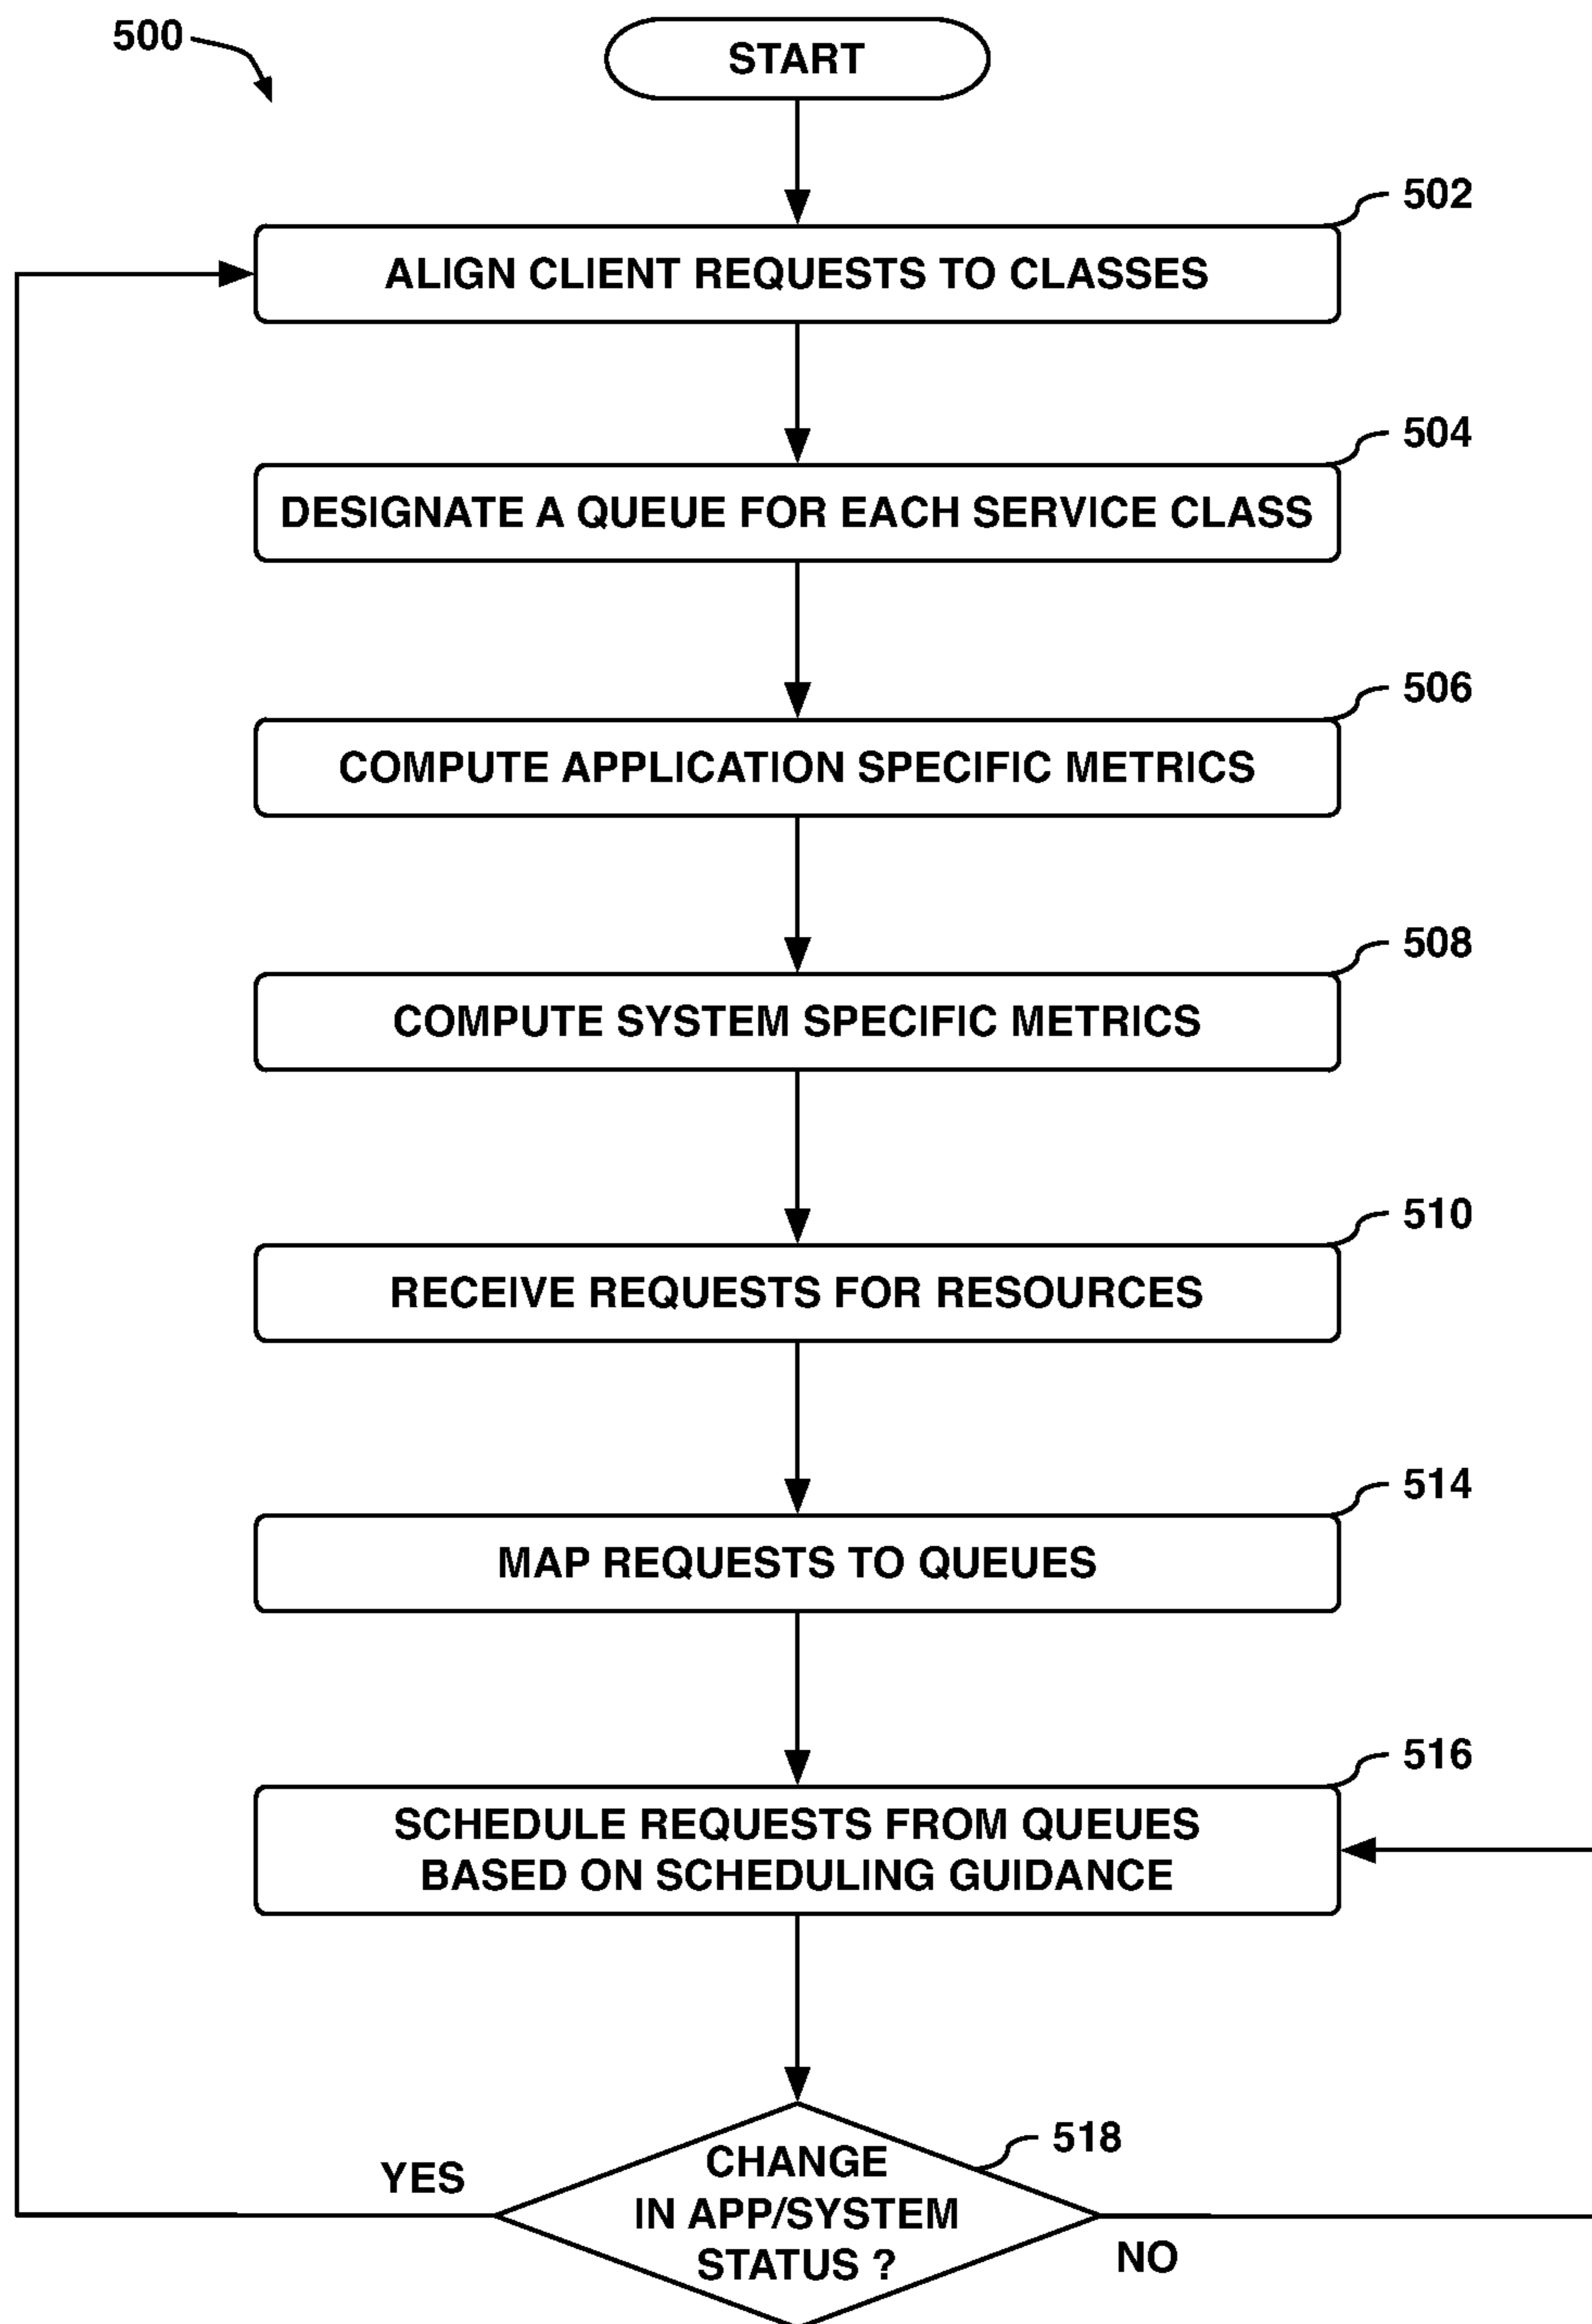 500
START
502
ALIGN CLIENT REQUESTS TO CLASSES
504
DESIGNATE A QUEUE FOR EACH SERVICE CLASS
506
COMPUTE APPLICATION SPECIFIC METRICS
508
COMPUTE SYSTEM SPECIFIC METRICS
510
RECEIVE REQUESTS FOR RESOURCES
514
MAP REQUESTS TO QUEUES
516
SCHEDULE REQUESTS FROM QUEUES
BASED ON SCHEDULING GUIDANCE
518
YES
CHANGE
IN APP/SYSTEM
STATUS ?
NO